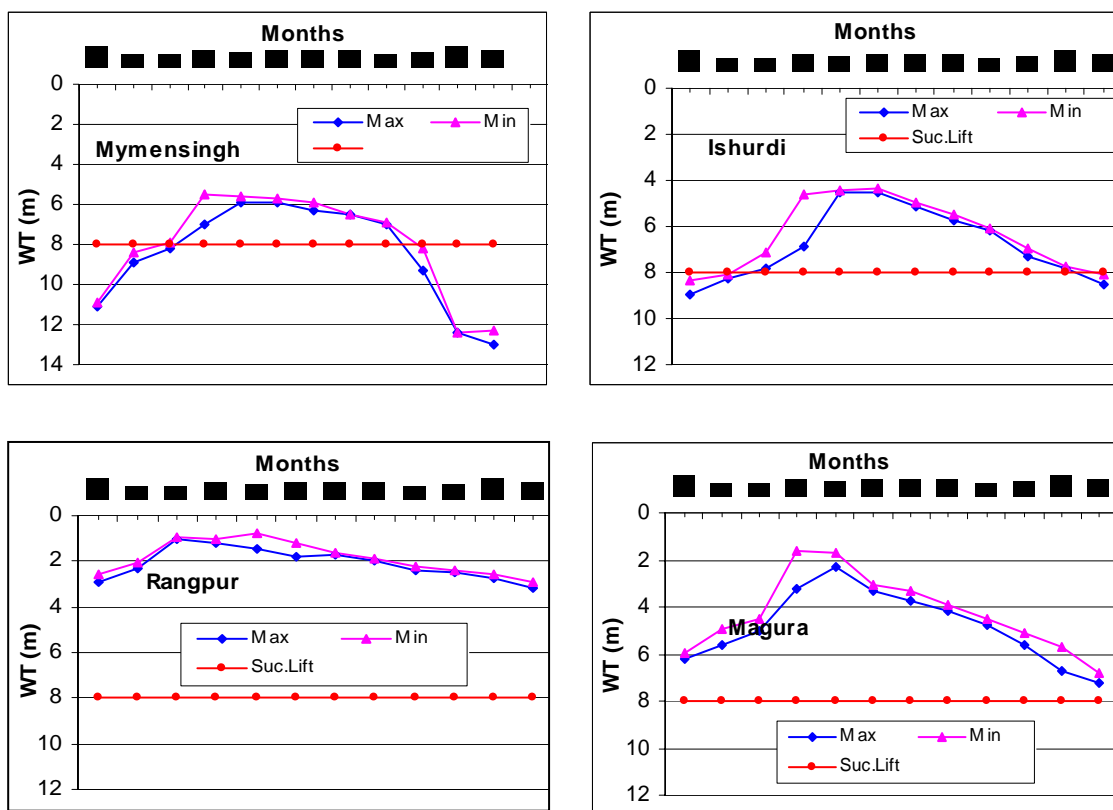 Months
0
2
4
6
8
10
12
14
WT (m)
Max Min
Mymensingh
Months
0
2
4
6
8
10
12
WT (m)
Max Min
Suc.Lift
Ishurdi
Months
0
2
4
6
8
10
12
WT (m)
Rangpur
Max Min
Suc.Lift
Months
0
2
4
6
8
10
12
WT (m)
Magura
Max Min
Suc.Lift